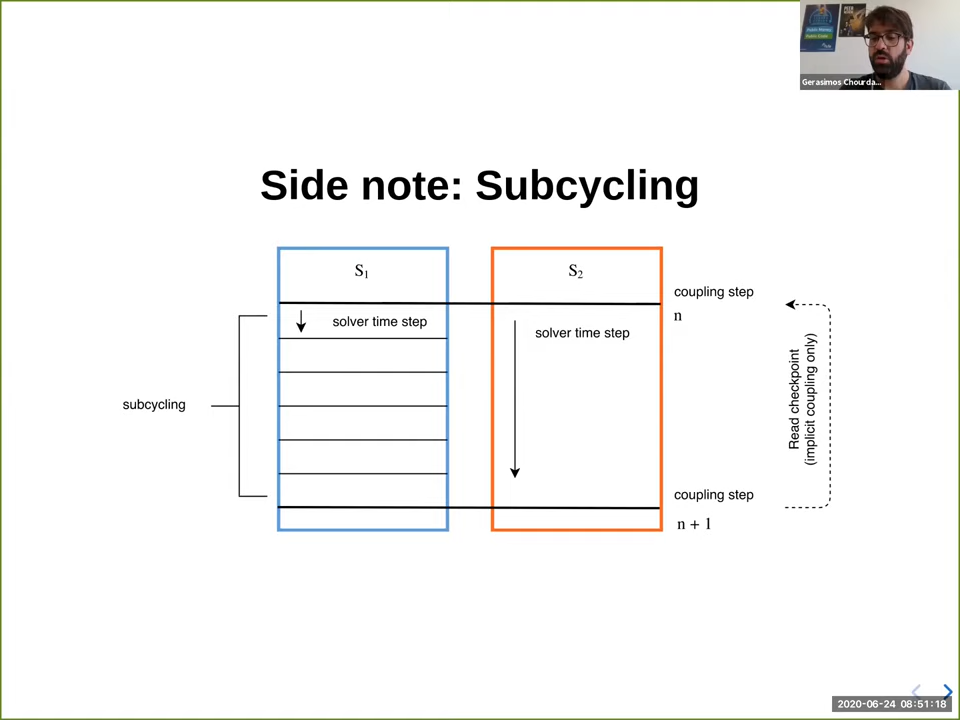 Gerasimos Chourda...
Side note: Subcycling
S1
S2
coupling step
n
solver time step
solver time step
subcycling
Read checkpoint
(implicit coupling only)
coupling step
n + 1
2020-06-24 08:51:18